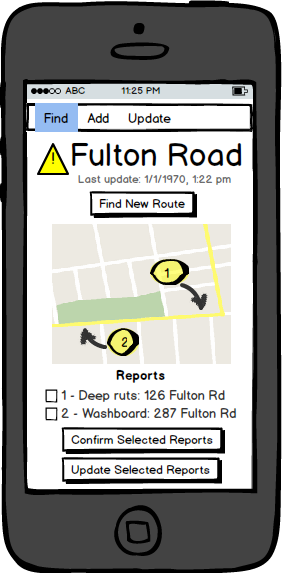 ABC 11:25 PM
Find Add Update
! Fulton Road
Last update: 1/1/1970, 1:22 pm
Find New Route
1
2
Reports
1 - Deep ruts: 126 Fulton Rd
2 - Washboard: 287 Fulton Rd
Confirm Selected Reports
Update Selected Reports